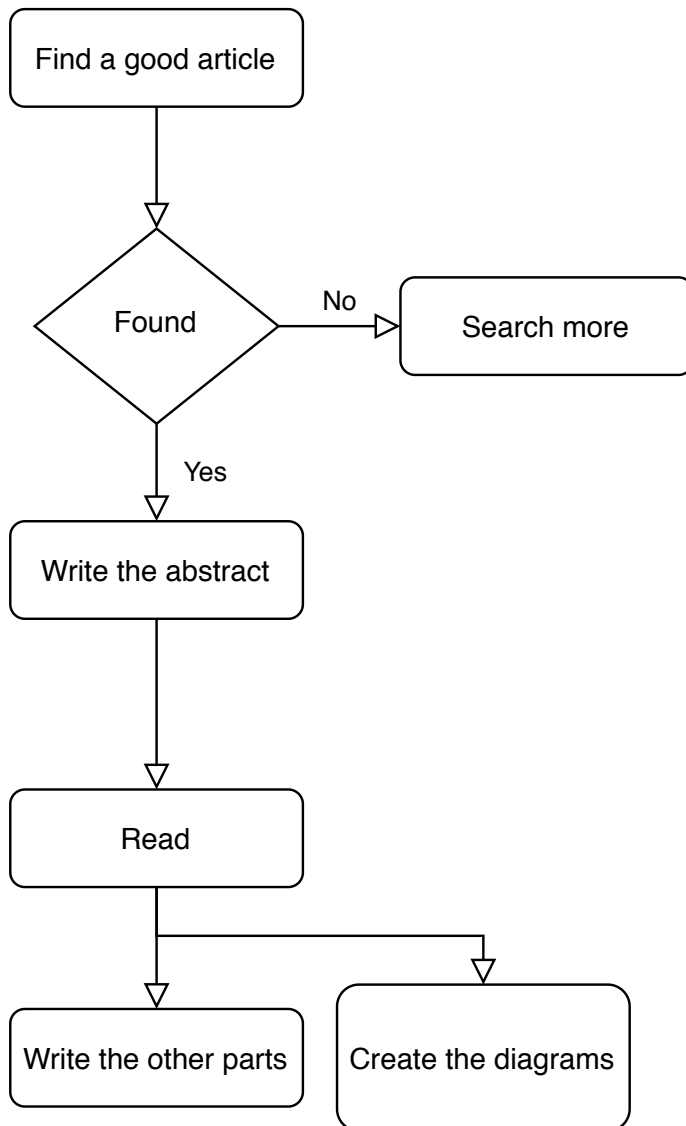 Find a good article
Found
No
Search more
Yes
Write the abstract
Read
Write the other parts
Create the diagrams